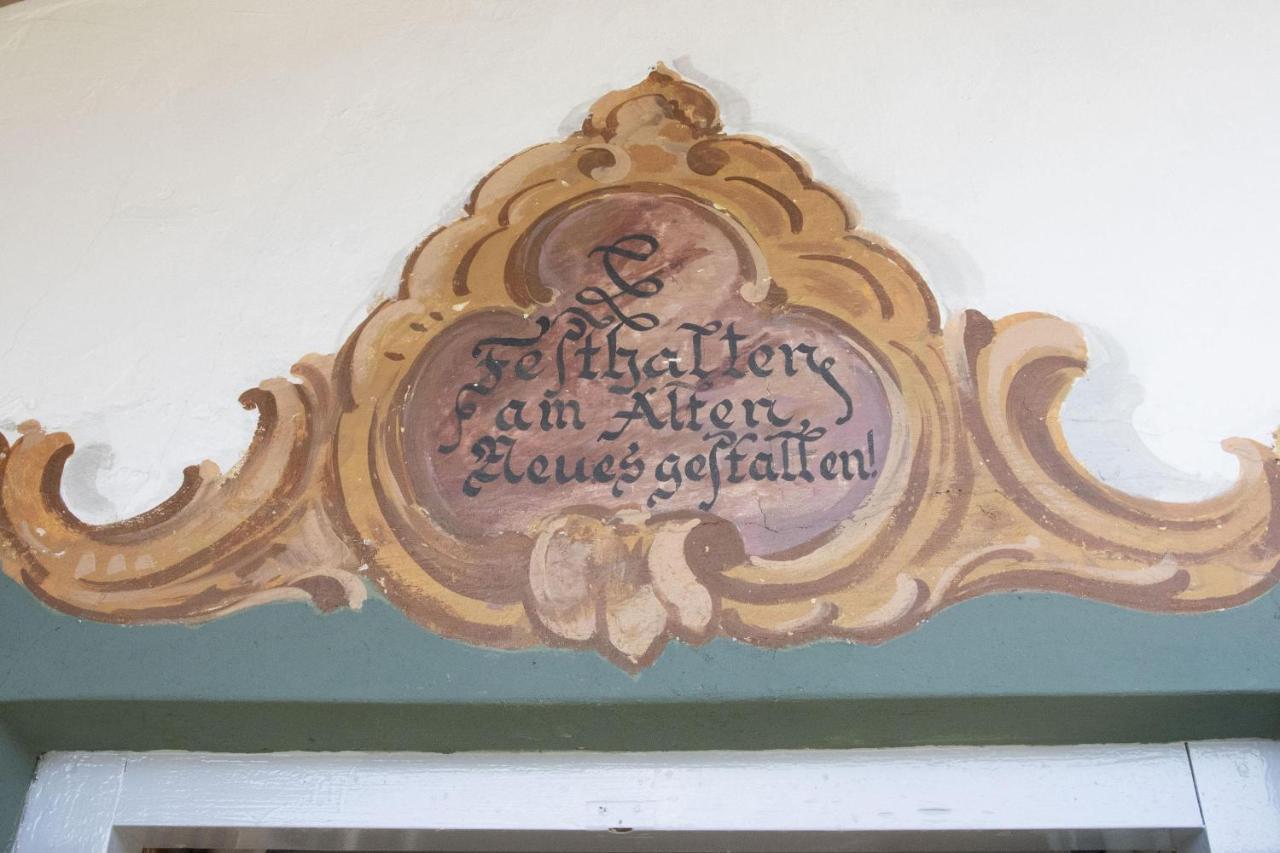 Festhalten
am Alten,
Neues gestalten!